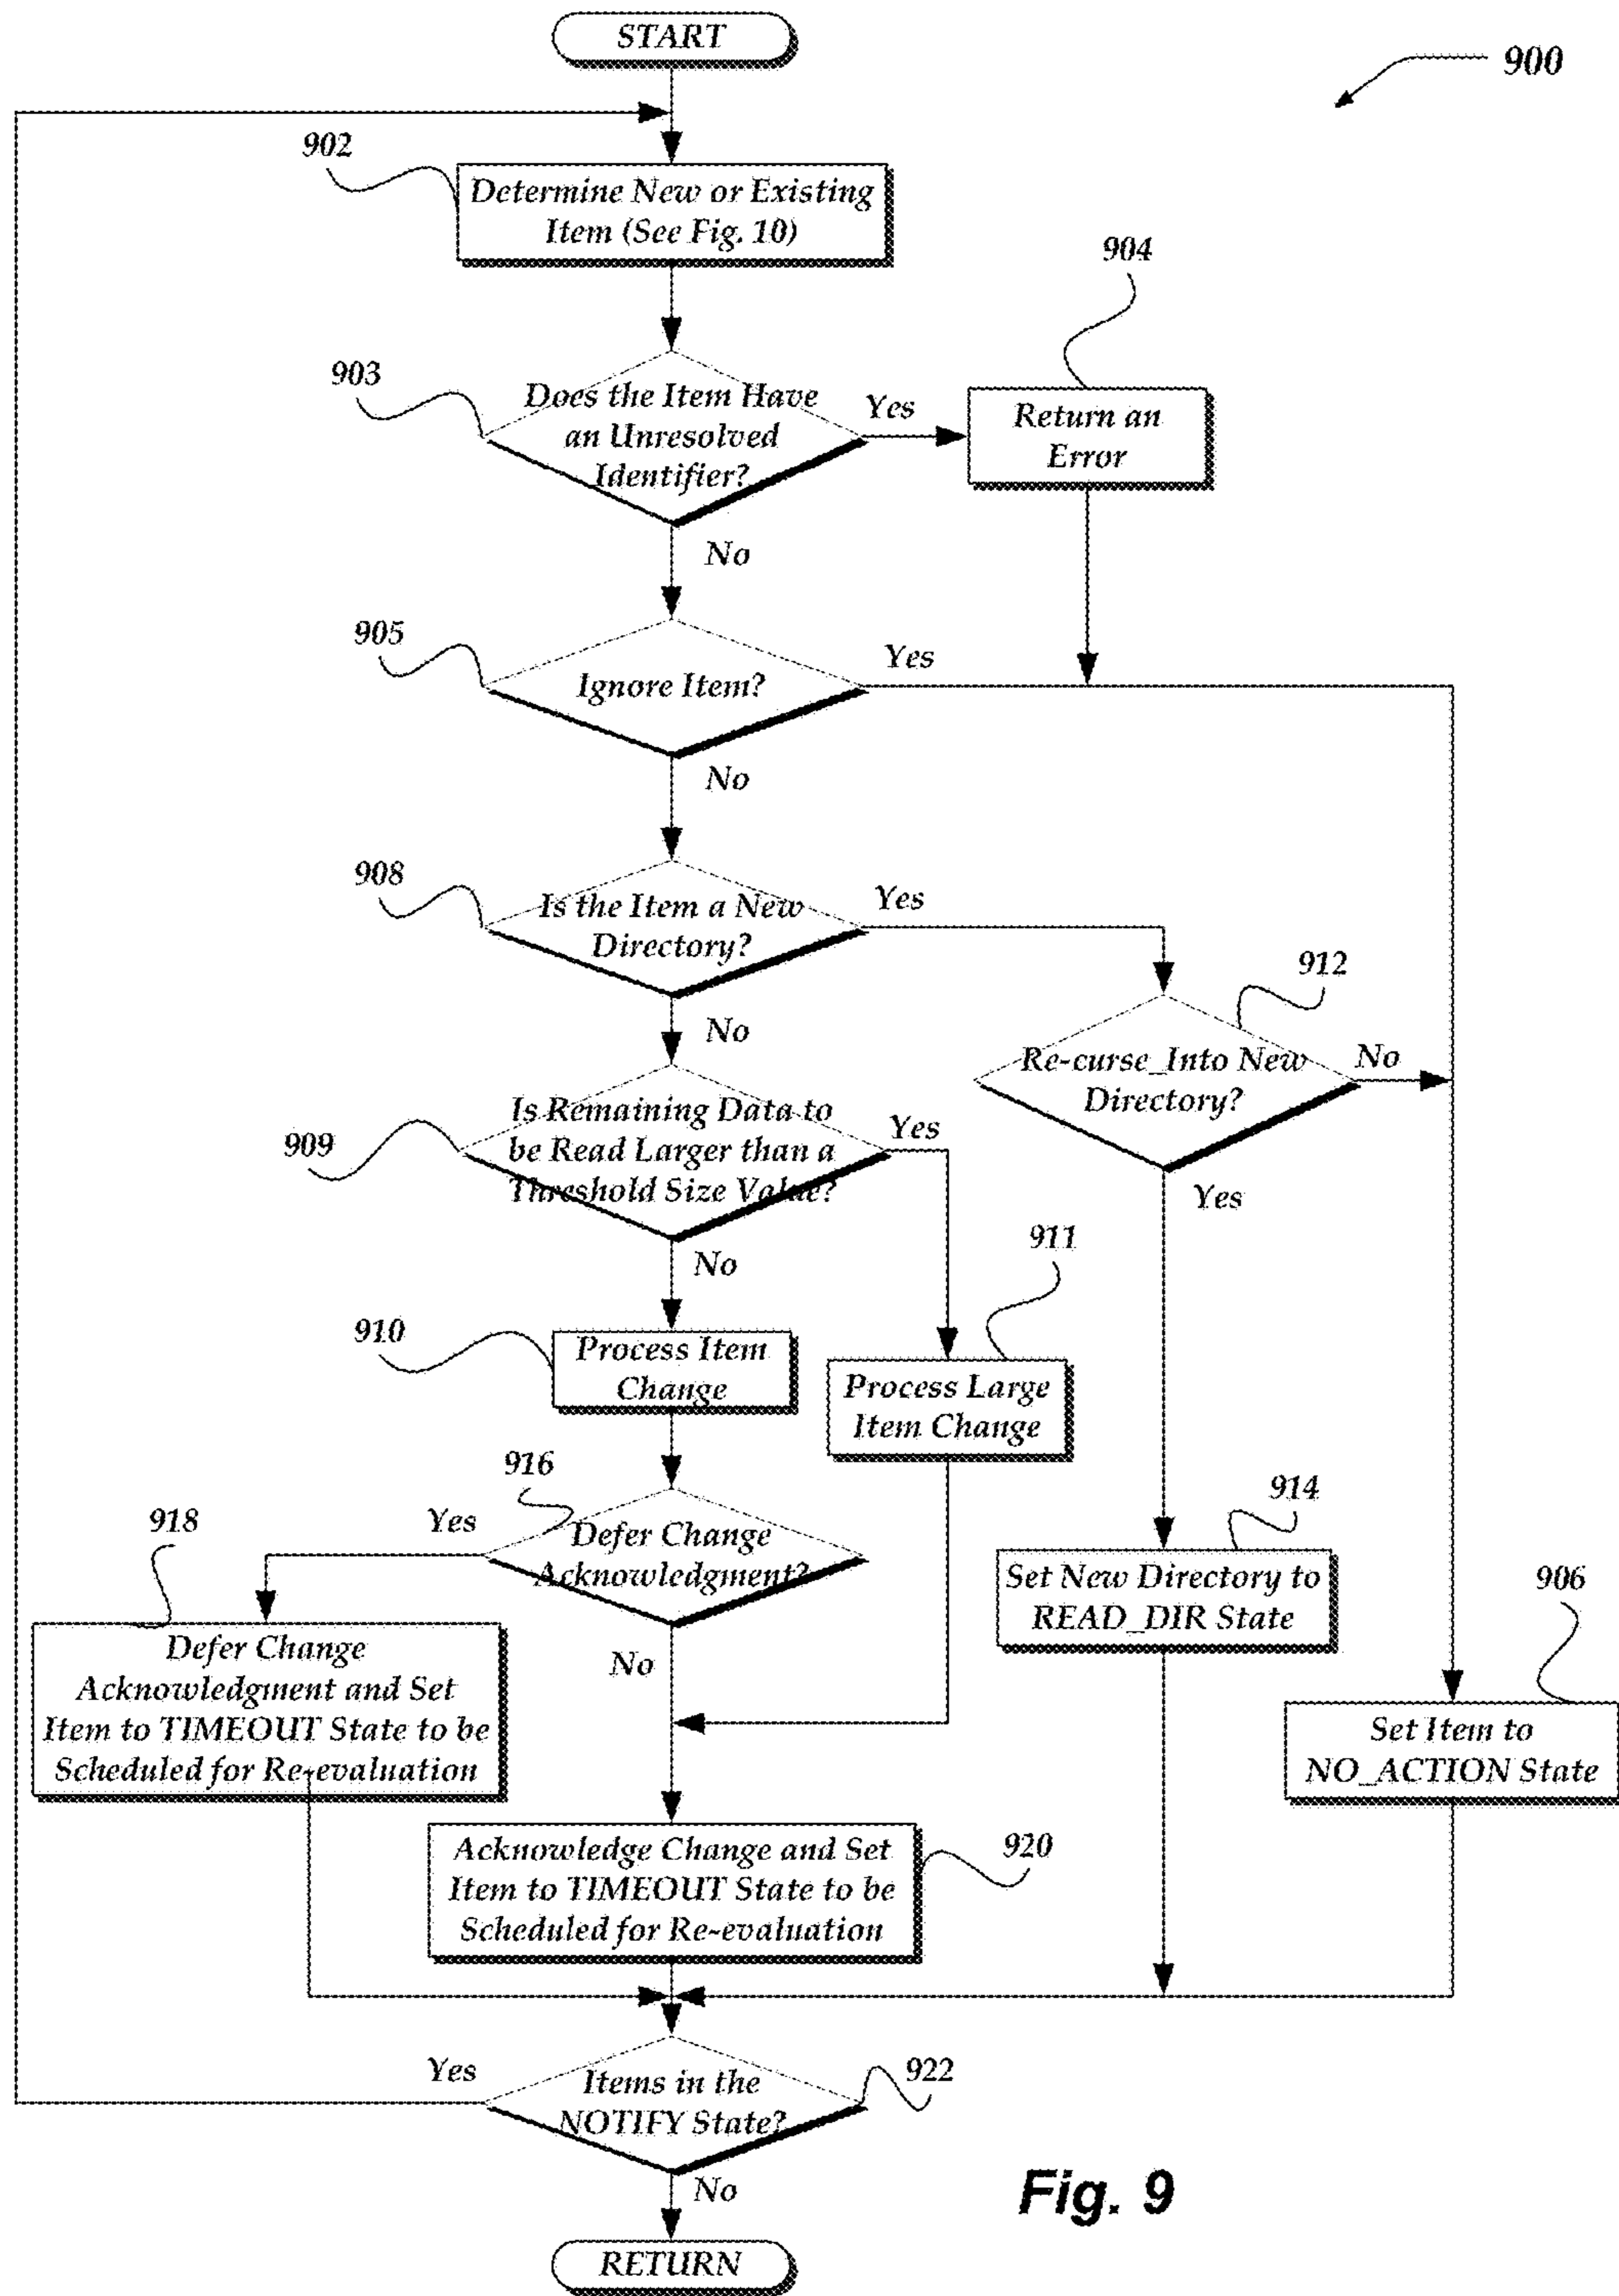 START
900
902
Determine New or Existing
Item (See Fig. 10)
904
903
Does the Item Have
an Unresolved
Identifier?
Yes
Return an
Error
No
905
Ignore Item?
Yes
No
908
Is the Item a New
Directory?
Yes
912
No
Re-curse_Into New
Directory?
No
909
Is Remaining Data to
be Read Larger than a
Threshold Size Value?
Yes
Yes
911
No
910
Process Item
Change
Process Large
Item Change
916
914
918
Yes
Defer Change
Acknowledgment?
Set New Directory to
READ_DIR State
906
Defer Change
Acknowledgment and Set
Item to TIMEOUT State to be
Scheduled for Re-evaluation
No
Set Item to
NO_ACTION State
Acknowledge Change and Set
Item to TIMEOUT State to be
Scheduled for Re-evaluation
920
Yes
Items in the
NOTIFY State?
922
No
Fig. 9
RETURN